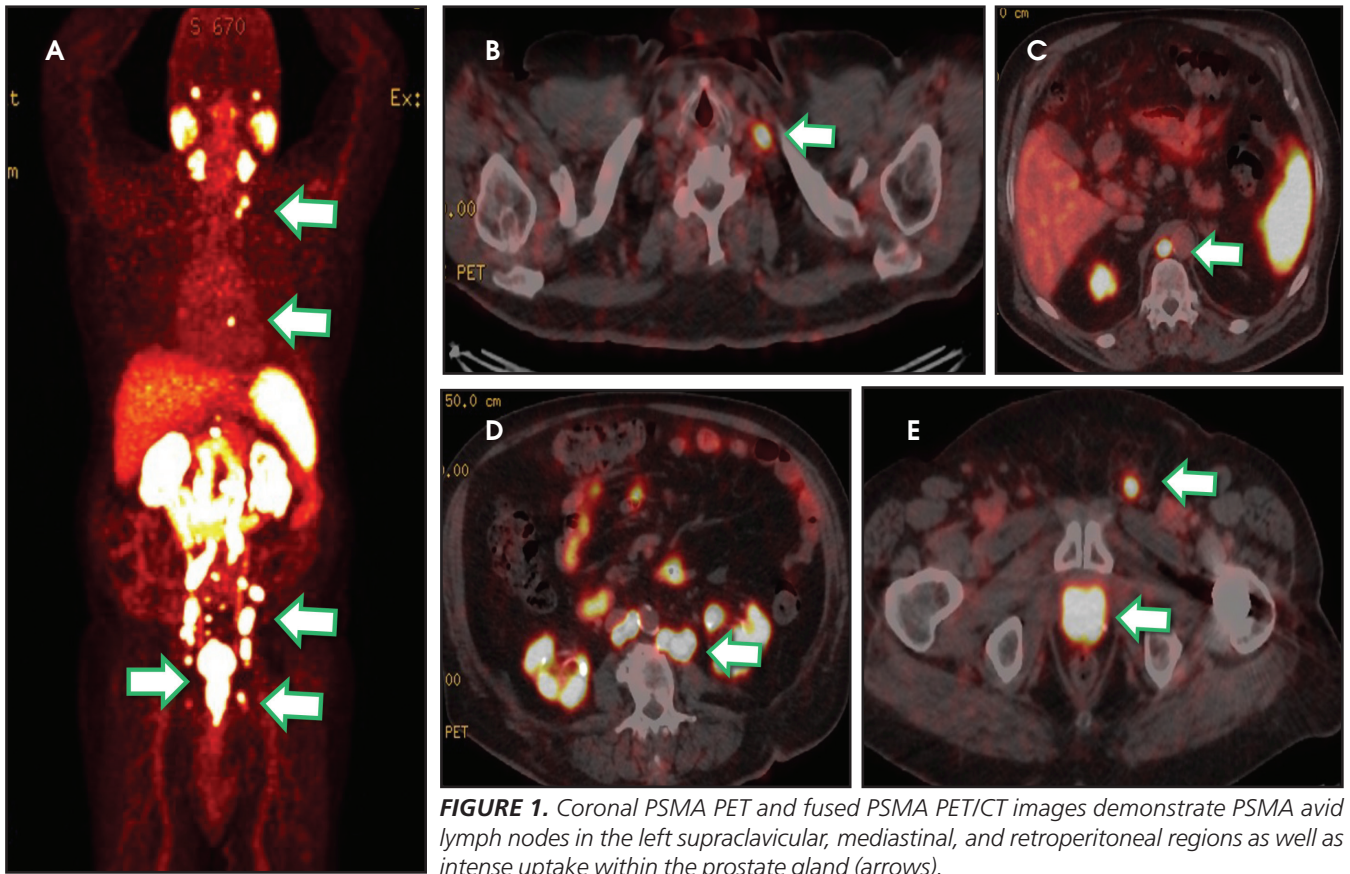 S 670
A
t
Ex:
m
B
.00
PET
0 cm
C
50.0 cm
D
.00
00
PET
E
FIGURE 1. Coronal PSMA PET and fused PSMA PET/CT images demonstrate PSMA avid
lymph nodes in the left supraclavicular, mediastinal, and retroperitoneal regions as well as
intense uptake within the prostate gland (arrows).